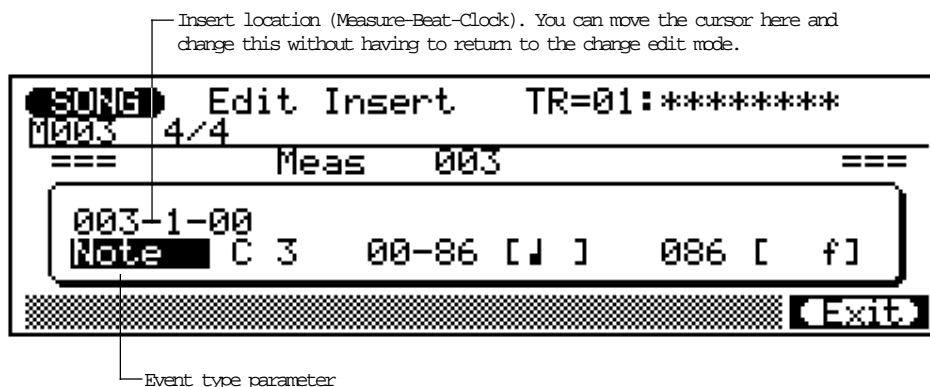 Insert location (Measure-Beat-Clock). You can move the cursor here and
change this without having to return to the change edit mode.
SONG Edit Insert TR=01:********
M003 4/4
=== Meas 003 ===
003-1-00
Note C 3 00-86 [♩ ] 086 [ f]
Exit
Event type parameter